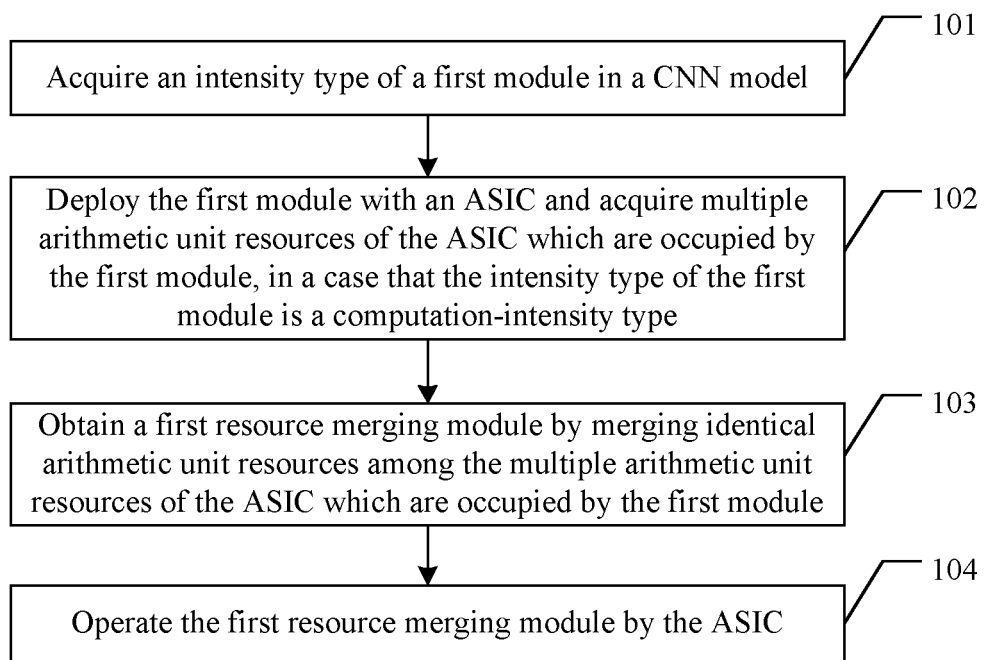 101
Acquire an intensity type of a first module in a CNN model
102
Deploy the first module with an ASIC and acquire multiple
arithmetic unit resources of the ASIC which are occupied by
the first module, in a case that the intensity type of the first
module is a computation-intensity type
103
Obtain a first resource merging module by merging identical
arithmetic unit resources among the multiple arithmetic unit
resources of the ASIC which are occupied by the first module
104
Operate the first resource merging module by the ASIC